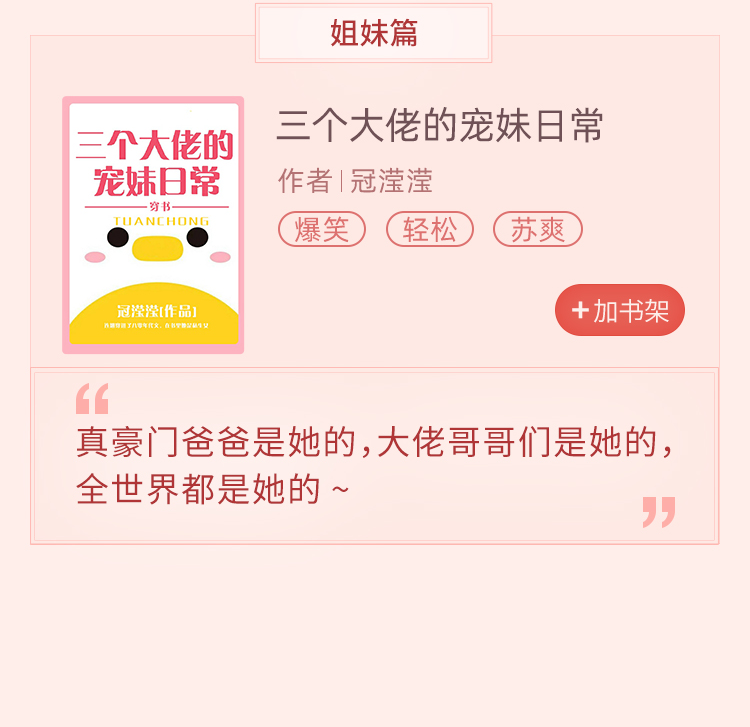 姐妹篇
三个大佬的
宠妹日常
穿书
TUANCHONG
冠滢滢[作品]
三个大佬的宠妹日常
作者|冠滢滢
爆笑 轻松 苏爽
+加书架
“
真豪门爸爸是她的，大佬哥哥们是她的，
全世界都是她的 ~
”